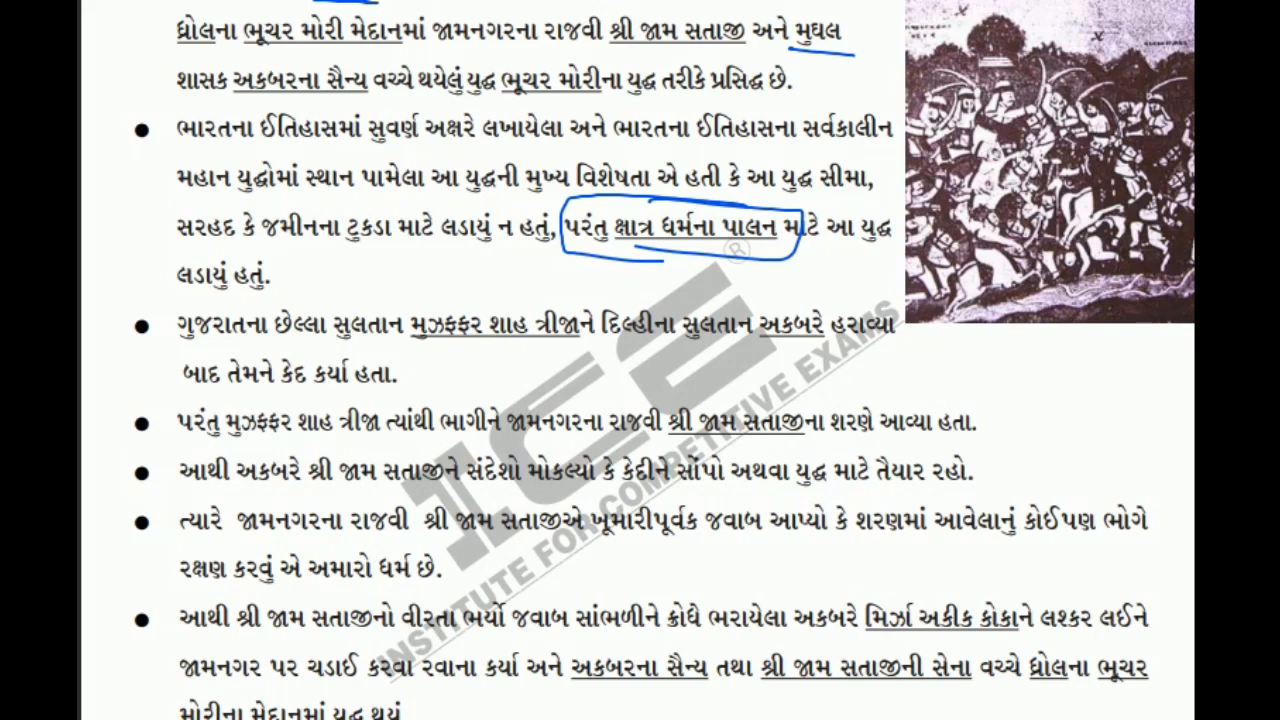 ધ્રોલના ભૂચર મોરી મેદાનમાં જામનગરના રાજવી શ્રી જામ સતાજી અને મુઘલ
શાસક અકબરના સૈન્ય વચ્ચે થયેલું યુદ્ધ ભૂચર મોરીના યુદ્ધ તરીકે પ્રસિદ્ધ છે.
● ભારતના ઈતિહાસમાં સુવર્ણ અક્ષરે લખાયેલા અને ભારતના ઈતિહાસના સર્વકાલીન
મહાન યુદ્ધોમાં સ્થાન પામેલા આ યુદ્ધની મુખ્ય વિશેષતા એ હતી કે આ યુદ્ધ સીમા,
સરહદ કે જમીનના ટુકડા માટે લડાયું ન હતું, પરંતુ ક્ષાત્ર ધર્મના પાલન માટે આ યુદ્ધ
લડાયું હતું.
● ગુજરાતના છેલ્લા સુલતાન મુઝફ્ફર શાહ ત્રીજાને દિલ્હીના સુલતાન અકબરે હરાવ્યા
બાદ તેમને કેદ કર્યા હતા.
● પરંતુ મુઝફ્ફર શાહ ત્રીજા ત્યાંથી ભાગીને જામનગરના રાજવી શ્રી જામ સતાજીના શરણે આવ્યા હતા.
● આથી અકબરે શ્રી જામ સતાજીને સંદેશો મોકલ્યો કે કેદીને સોંપો અથવા યુદ્ધ માટે તૈયાર રહો.
● ત્યારે જામનગરના રાજવી શ્રી જામ સતાજીએ ખૂમારીપૂર્વક જવાબ આપ્યો કે શરણમાં આવેલાનું કોઈપણ ભોગે
રક્ષણ કરવું એ અમારો ધર્મ છે.
● આથી શ્રી જામ સતાજીનો વીરતા ભર્યો જવાબ સાંભળીને ક્રોધે ભરાયેલા અકબરે મિર્ઝા અકીક કોકાને લશ્કર લઈને
જામનગર પર ચડાઈ કરવા રવાના કર્યા અને અકબરના સૈન્ય તથા શ્રી જામ સતાજીની સેના વચ્ચે ધ્રોલના ભૂચર
મોરીના મેદાનમાં યુદ્ધ થયું
ICE ®
INSTITUTE FOR COMPETITIVE EXAMS